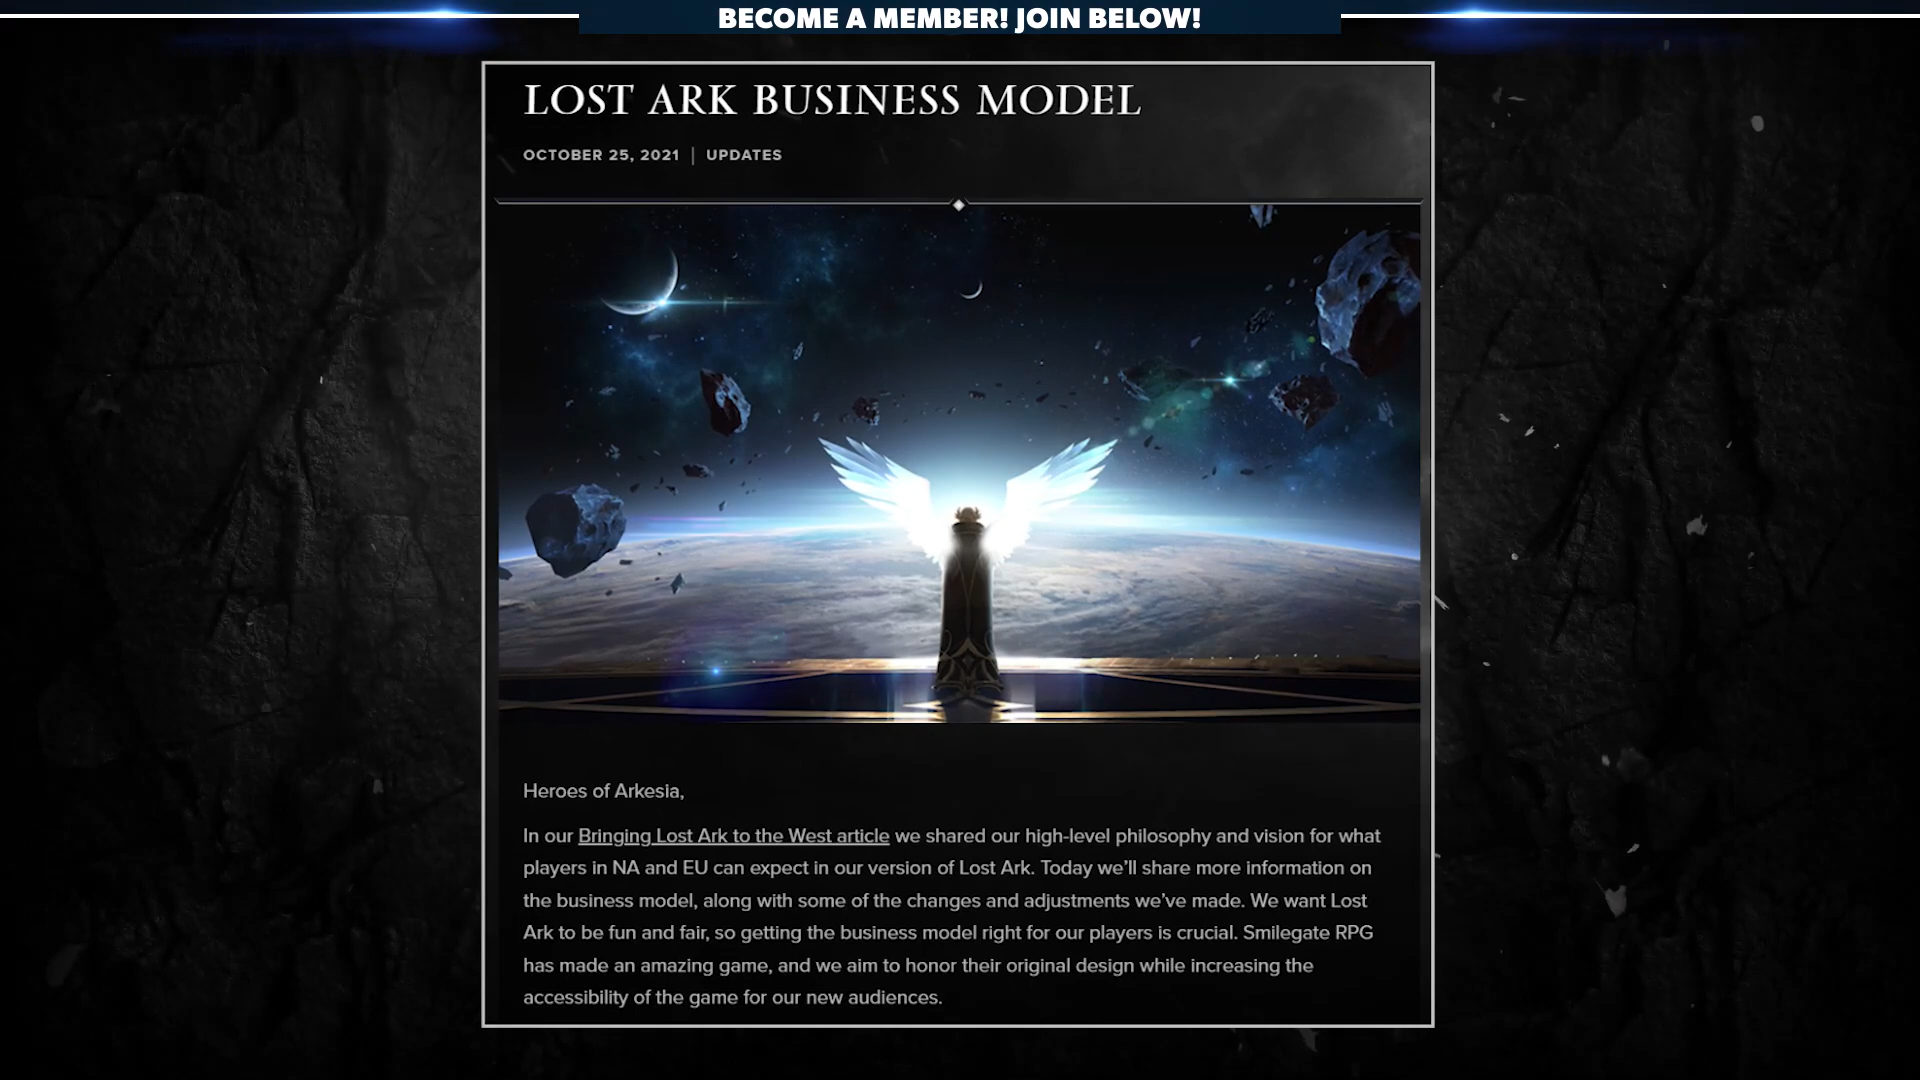 BECOME A MEMBER! JOIN BELOW!
LOST ARK BUSINESS MODEL
OCTOBER 25, 2021 | UPDATES
Heroes of Arkesia,
In our Bringing Lost Ark to the West article we shared our high-level philosophy and vision for what
players in NA and EU can expect in our version of Lost Ark. Today we’ll share more information on
the business model, along with some of the changes and adjustments we’ve made. We want Lost
Ark to be fun and fair, so getting the business model right for our players is crucial. Smilegate RPG
has made an amazing game, and we aim to honor their original design while increasing the
accessibility of the game for our new audiences.